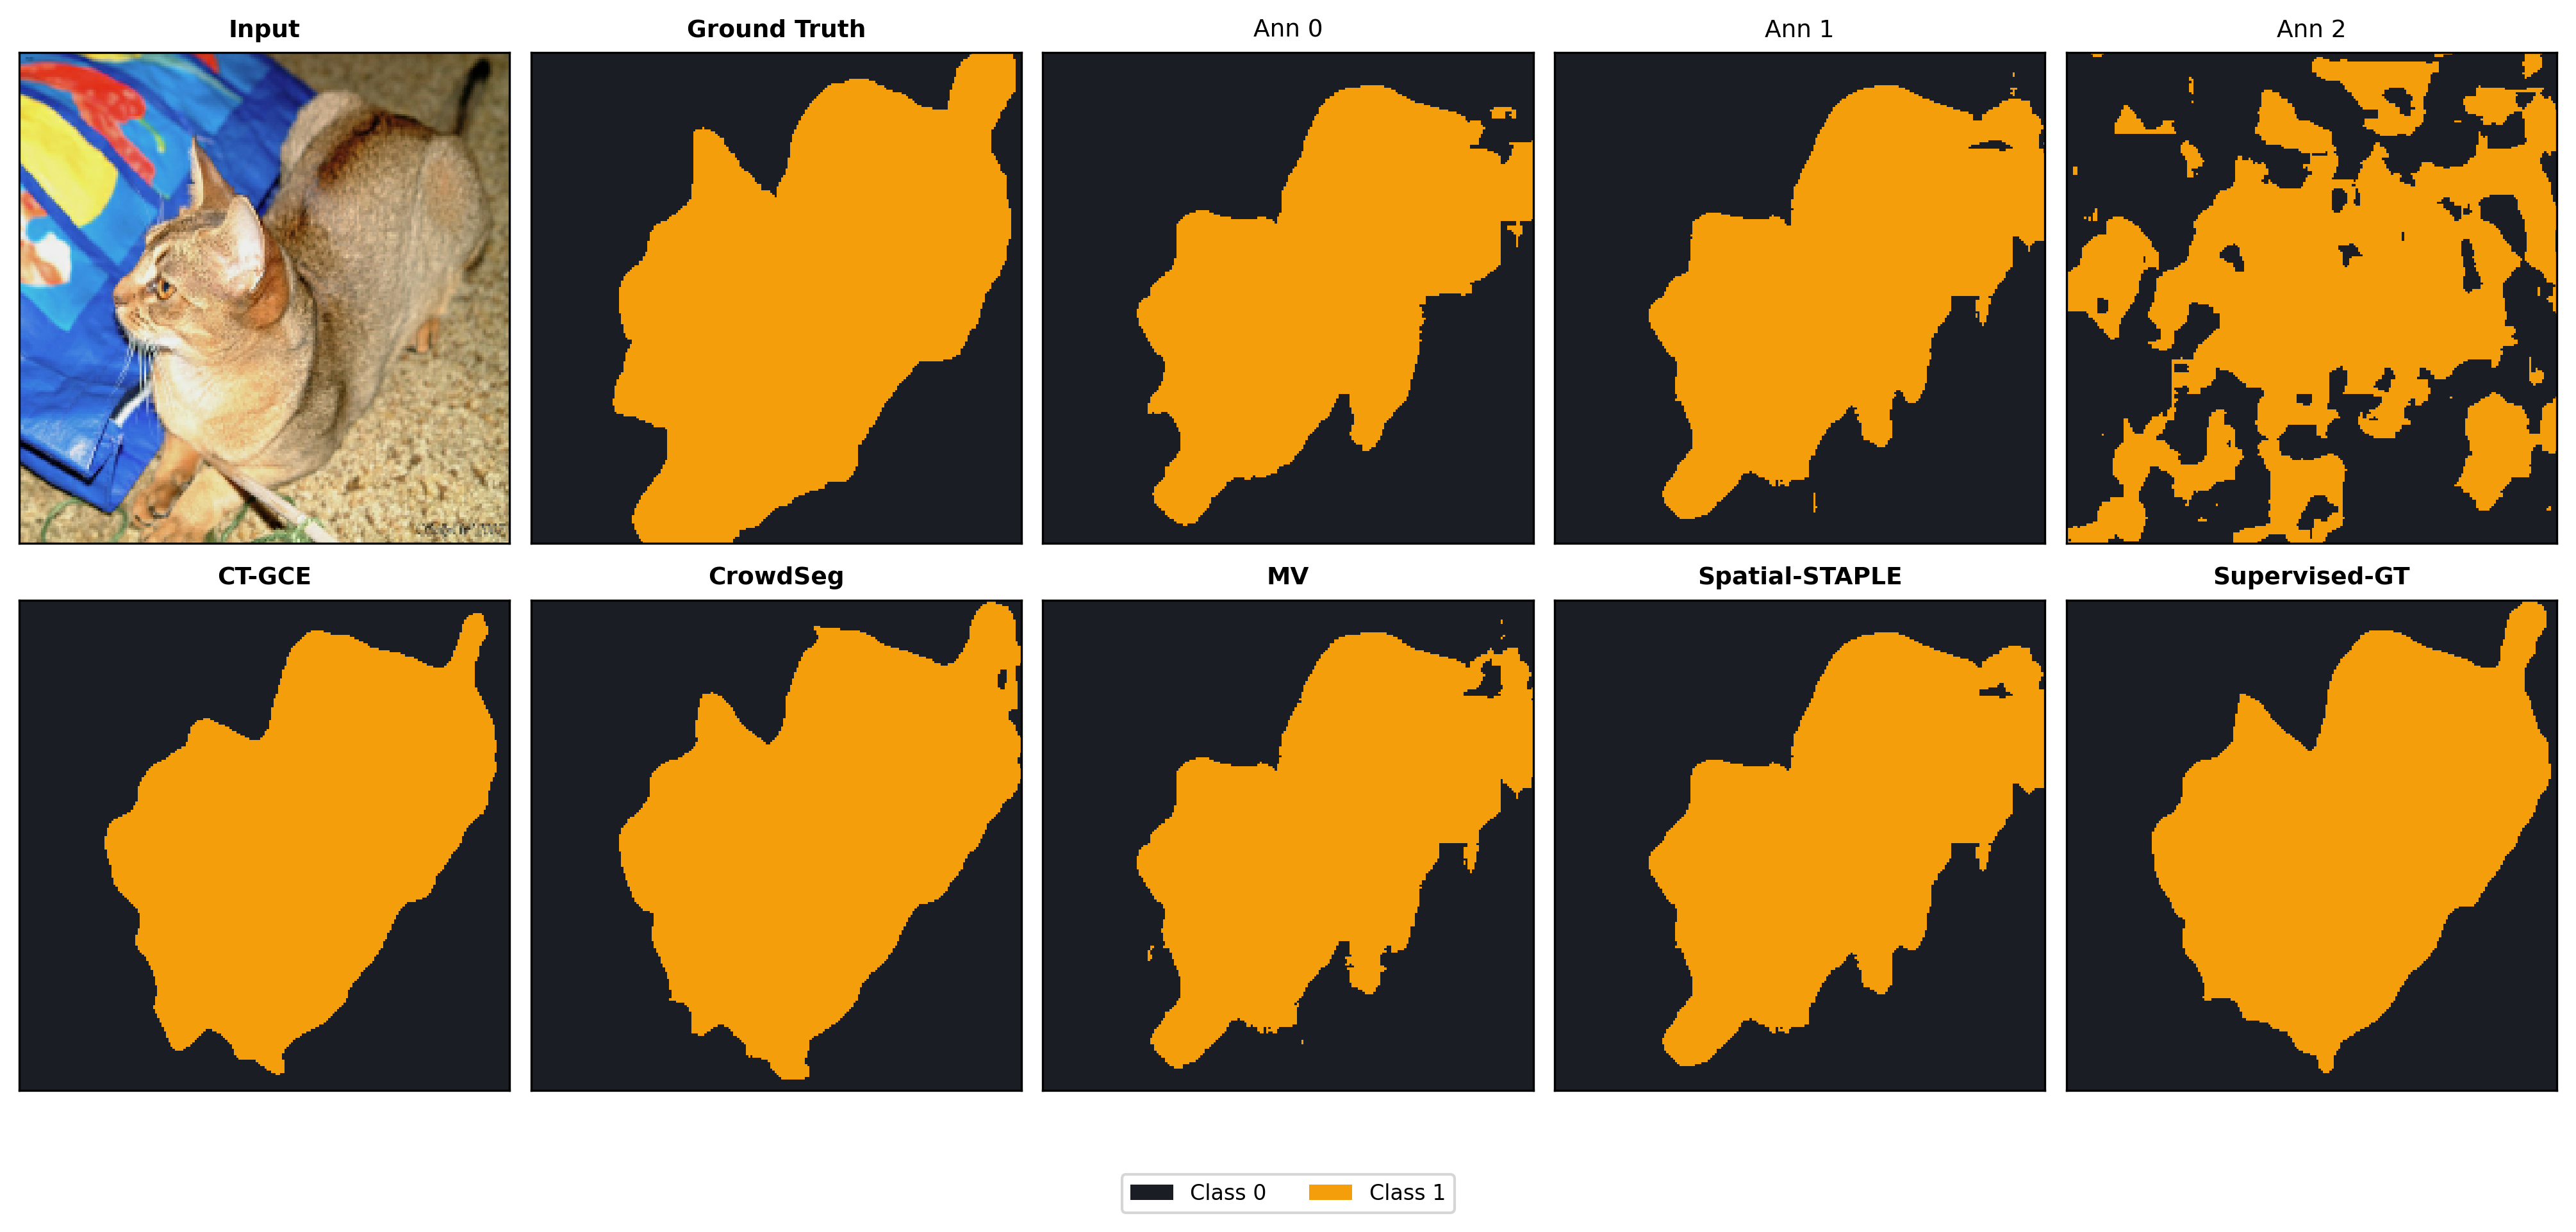 Input
Ground Truth
Ann 0
Ann 1
Ann 2
CT-GCE
CrowdSeg
MV
Spatial-STAPLE
Supervised-GT
Class 0
Class 1